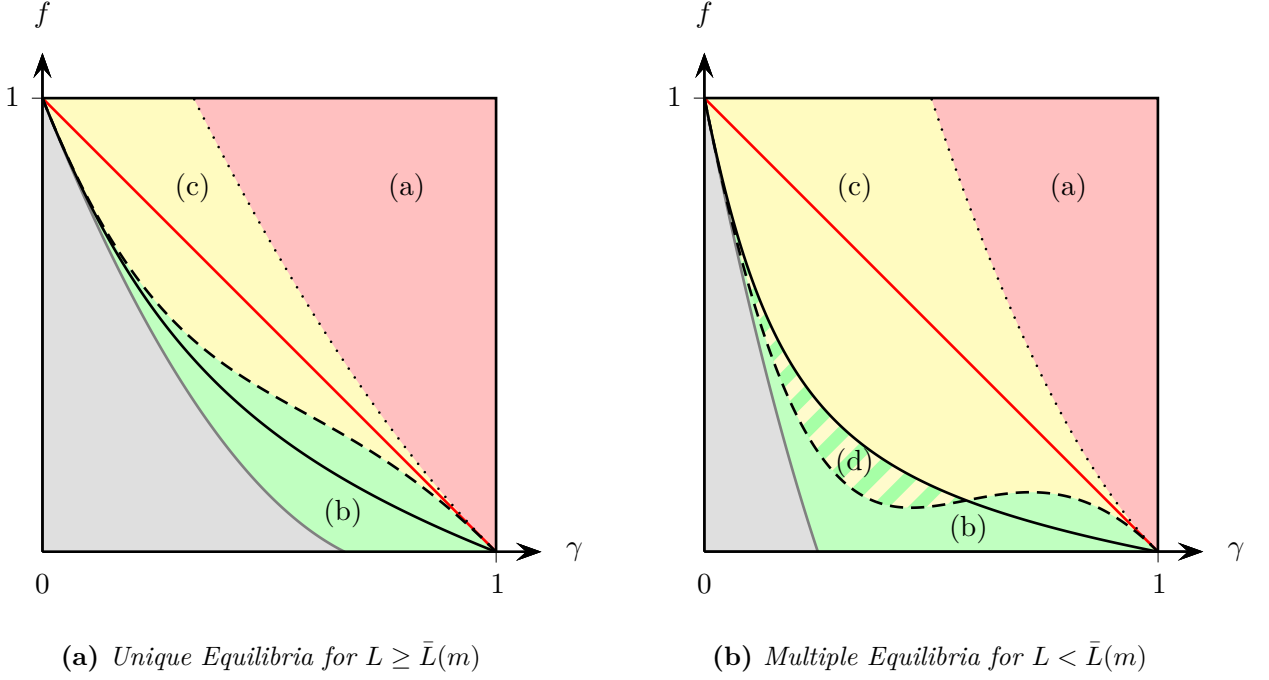 f
1
(c)
(a)
(b)
0
1
γ
(a) Unique Equilibria for L ≥ L̄(m)
f
1
(c)
(a)
(d)
(b)
0
1
γ
(b) Multiple Equilibria for L < L̄(m)